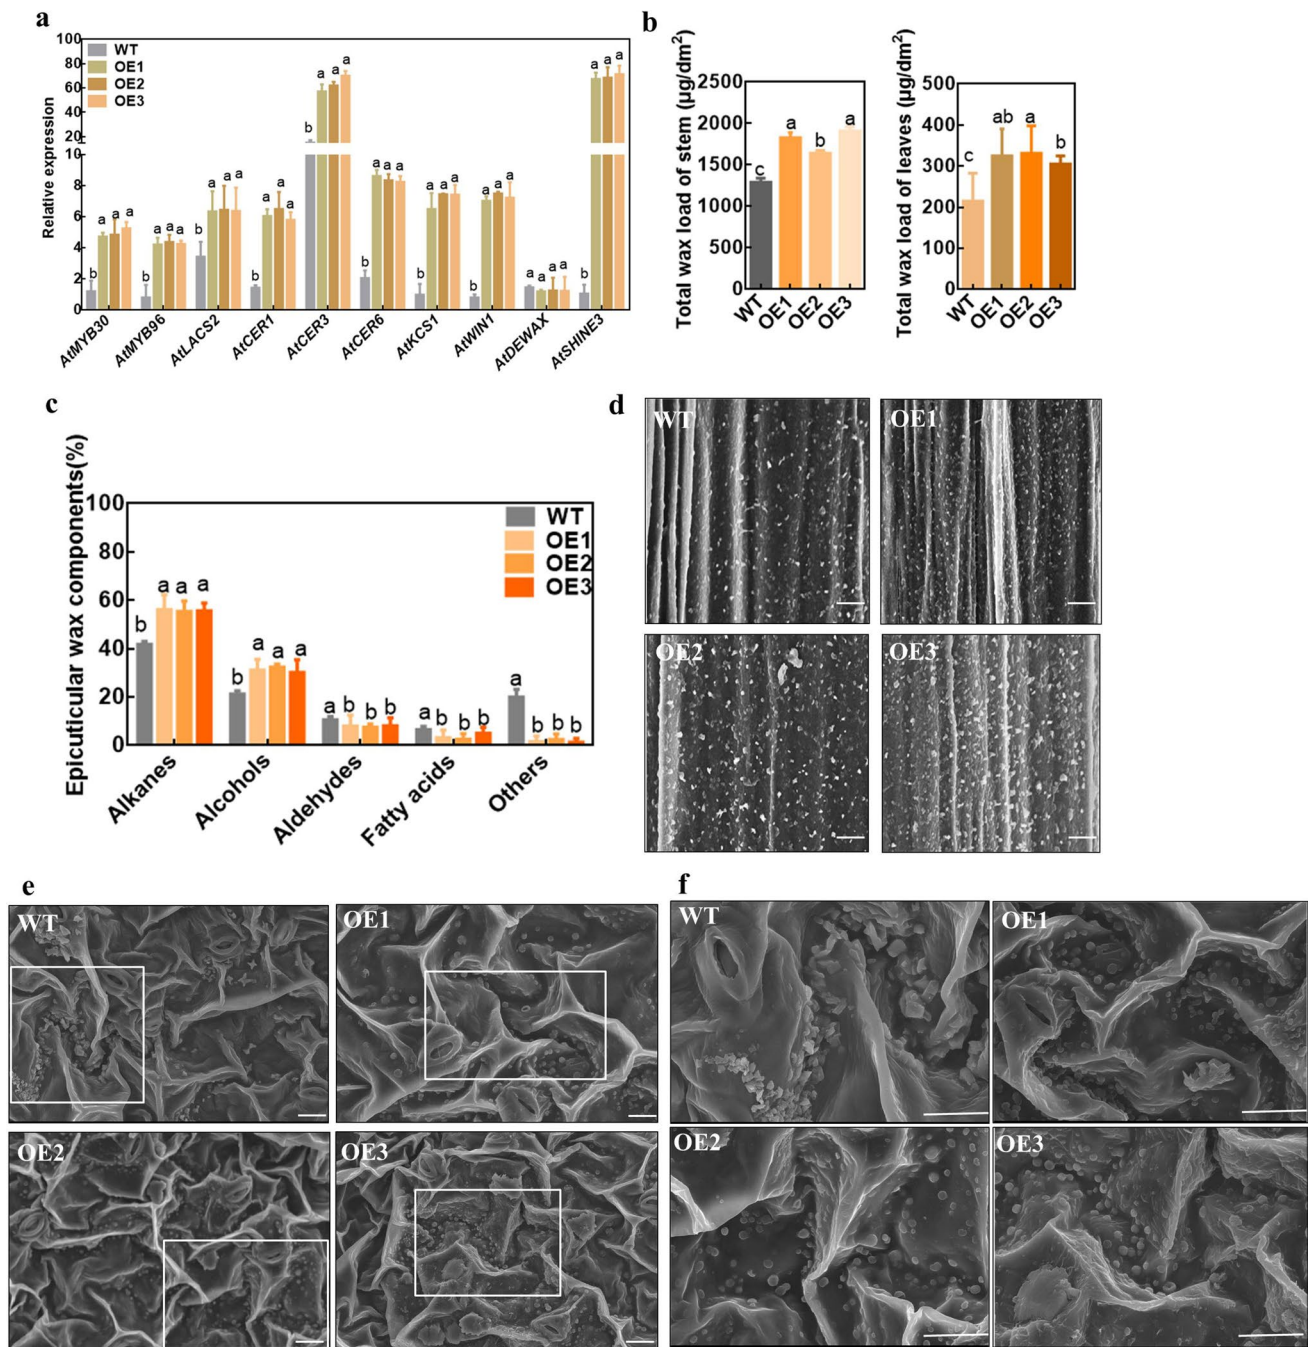 a
Relative expression
100
80
60
40
20
10
8
6
4
2
0
WT
OE1
OE2
OE3
b a a a
b a a a
b a a a
b a a a
b a a a
b a a a
b a a a
b a a a
a a a a
b a a a
AtMYB30
AtMYB96
AtLACS2
AtCER1
AtCER3
AtCER6
AtKCS1
AtWIN1
AtDEWAX
AtSHINE3
b
Total wax load of stem (µg/dm²)
2500
2000
1500
1000
500
0
c a b a
WT OE1 OE2 OE3
Total wax load of leaves (µg/dm²)
500
400
300
200
100
0
c ab a b
WT OE1 OE2 OE3
c
Epicuticular wax components(%)
100
80
60
40
20
0
WT
OE1
OE2
OE3
b a a a
b a a a
a b b b
a b b b
a b b b
Alkanes
Alcohols
Aldehydes
Fatty acids
Others
d
WT
OE1
OE2
OE3
e
WT
OE1
OE2
OE3
f
WT
OE1
OE2
OE3